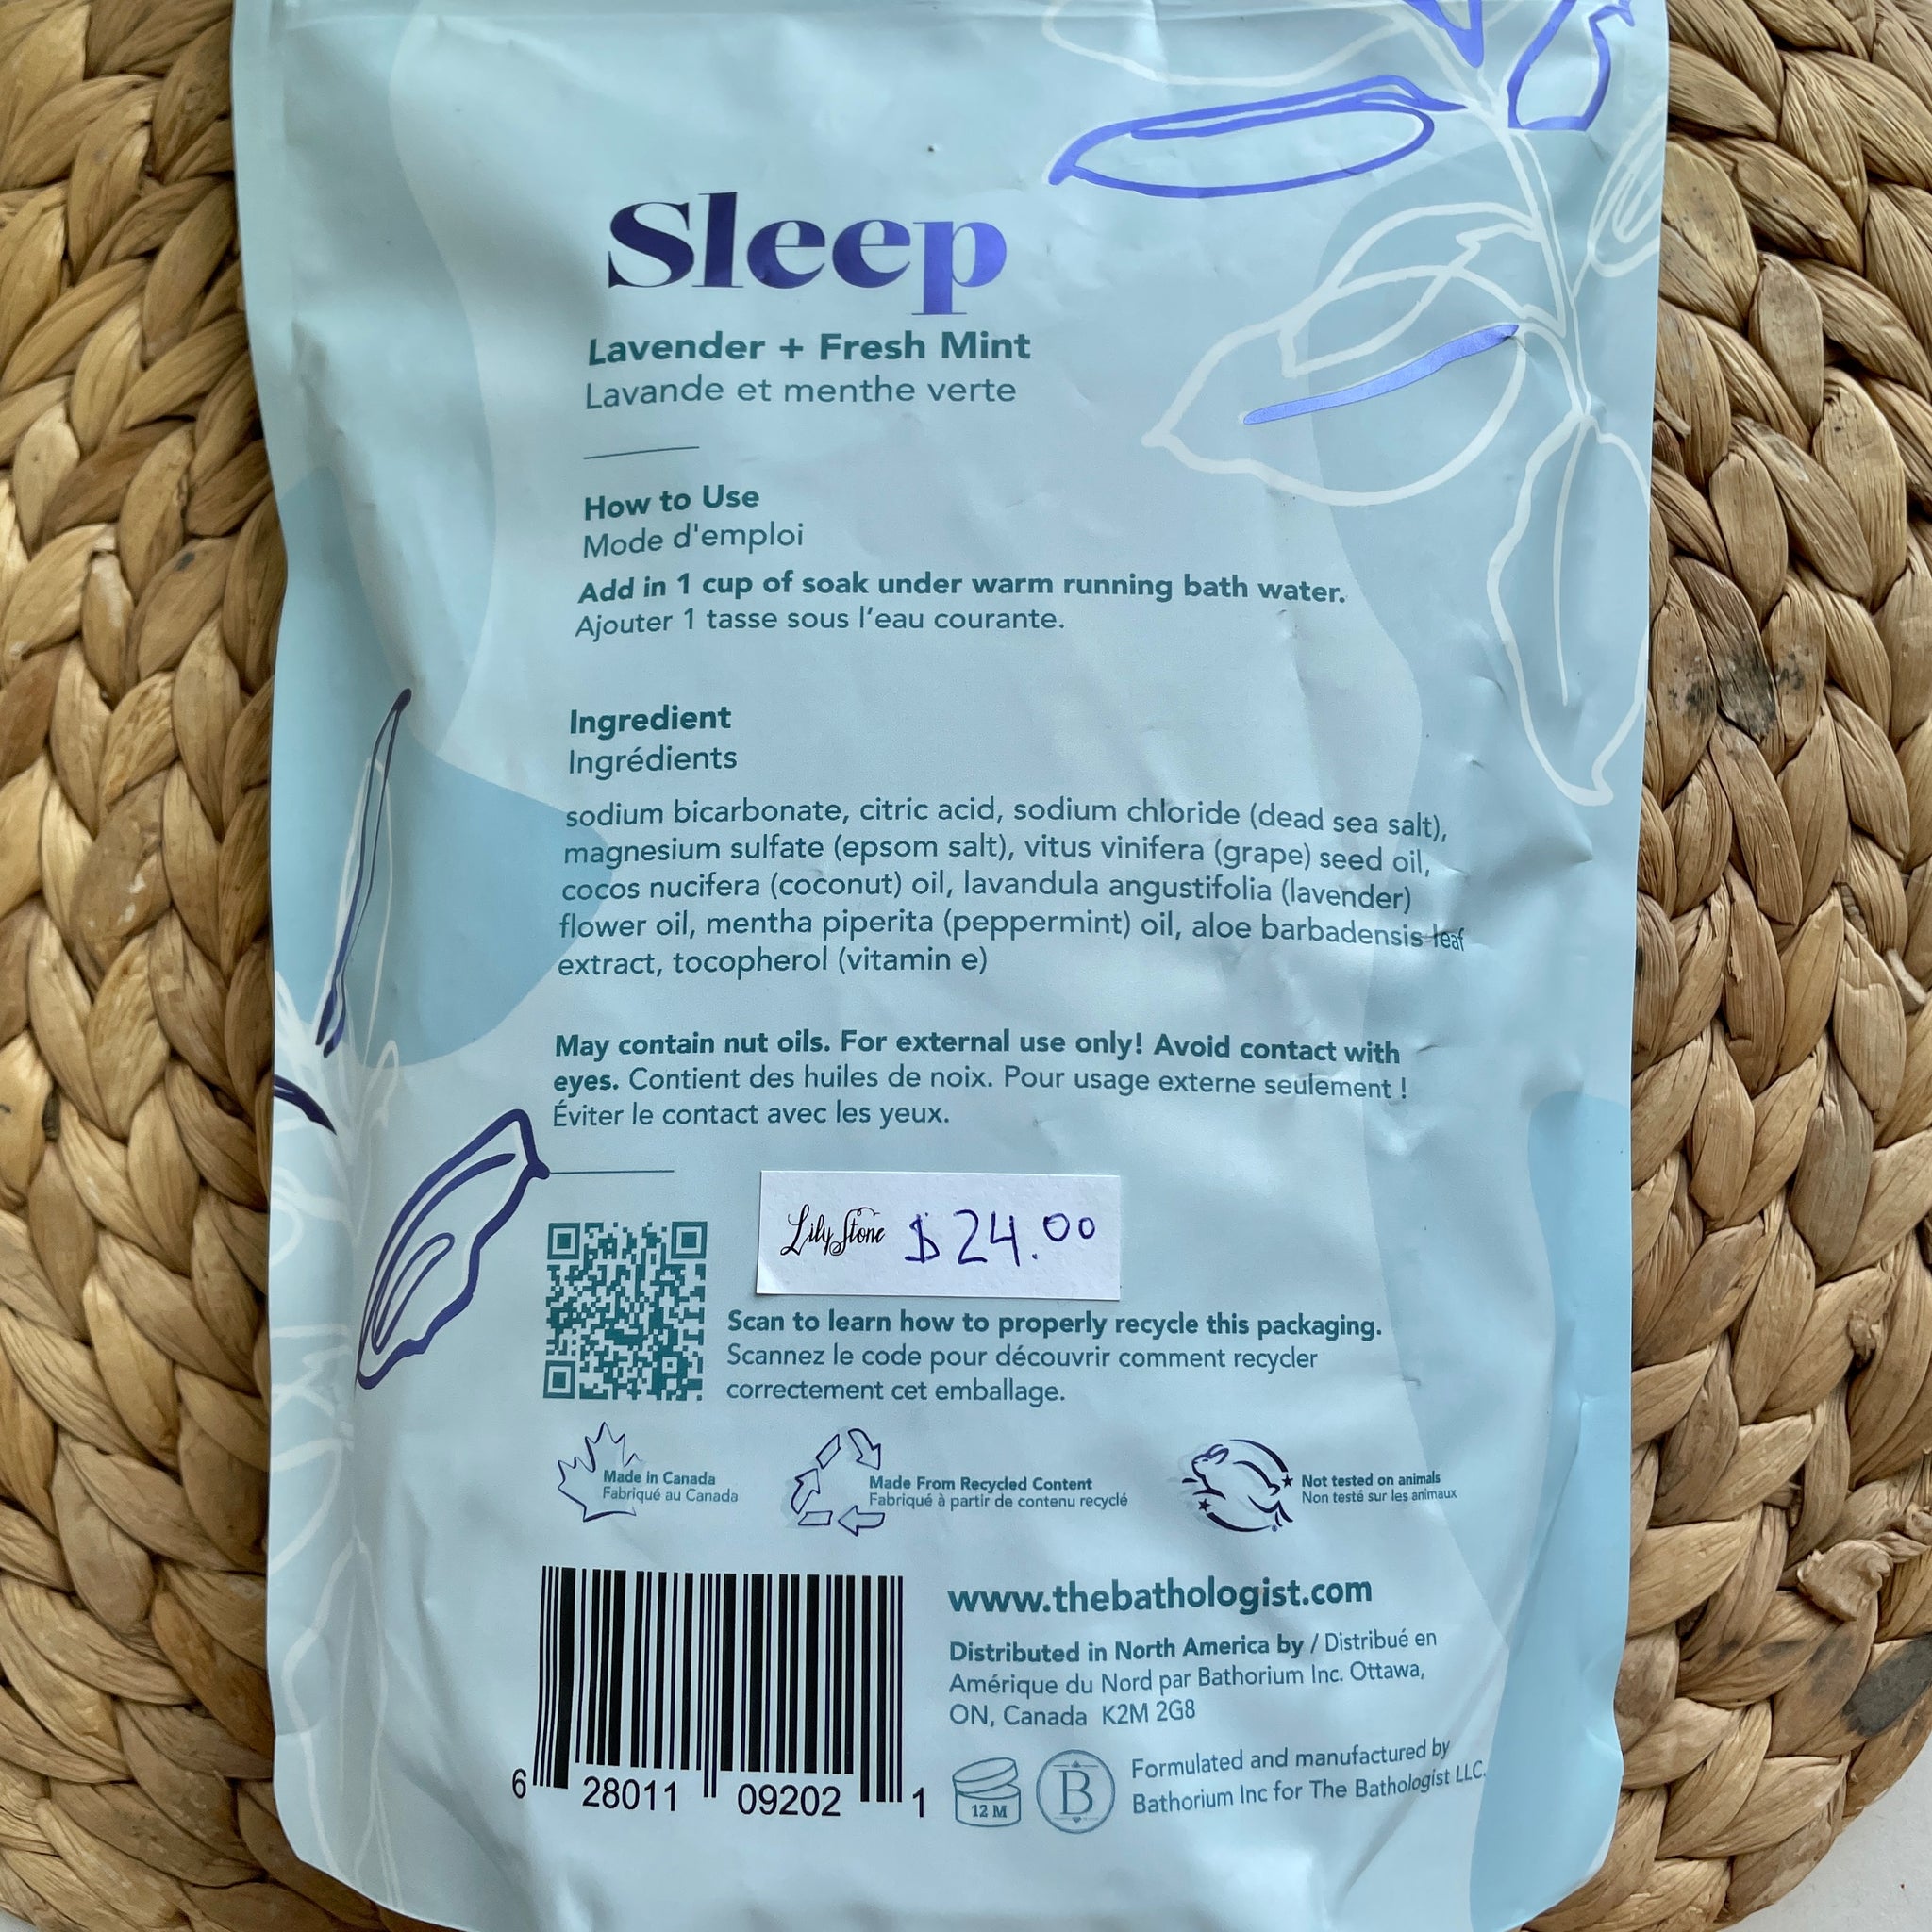 Sleep
Lavender + Fresh Mint
Lavande et menthe verte
How to Use
Mode d'emploi
Add in 1 cup of soak under warm running bath water.
Ajouter 1 tasse sous l'eau courante.
Ingredient
Ingrédients
sodium bicarbonate, citric acid, sodium chloride (dead sea salt),
magnesium sulfate (epsom salt), vitus vinifera (grape) seed oil,
cocos nucifera (coconut) oil, lavandula angustifolia (lavender)
flower oil, mentha piperita (peppermint) oil, aloe barbadensis leaf
extract, tocopherol (vitamin e)
May contain nut oils. For external use only! Avoid contact with
eyes. Contient des huiles de noix. Pour usage externe seulement !
Éviter le contact avec les yeux.
Lily Stone $24.00
Scan to learn how to properly recycle this packaging.
Scannez le code pour découvrir comment recycler
correctement cet emballage.
Made in Canada
Fabriqué au Canada
Made From Recycled Content
Fabriqué à partir de contenu recyclé
Not tested on animals
Non testé sur les animaux
www.thebathologist.com
Distributed in North America by / Distribué en
Amérique du Nord par Bathorium Inc. Ottawa,
ON, Canada K2M 2G8
6 28011 09202 1
12 M
B
Formulated and manufactured by
Bathorium Inc for The Bathologist LLC.